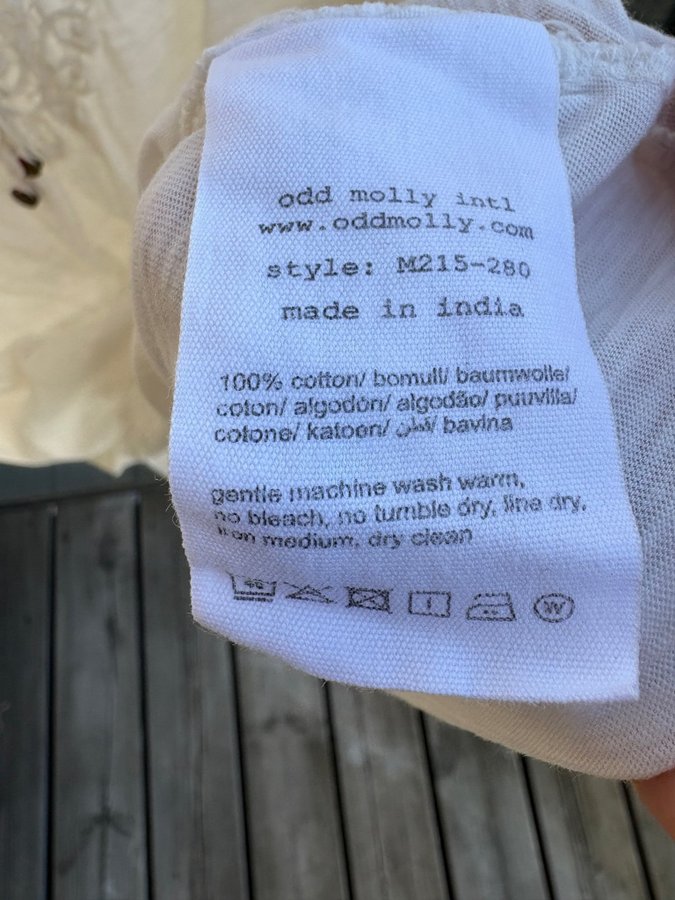 odd molly intl
www.oddmolly.com
style: M215-280
made in india
100% cotton/ bomull/ baumwolle/
coton/ algodón/ algodão/ puuvilla/
cotone/ katoen/ قطن/ bavlna
gentle machine wash warm,
no bleach, no tumble dry, line dry,
iron medium, dry clean
W